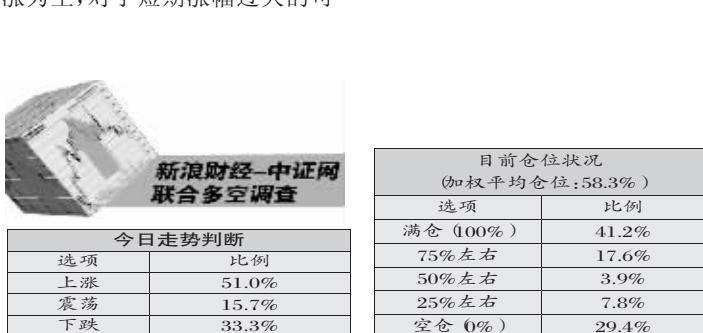 新浪财经-中证网
联合多空调查
今日走势判断
选项 比例
上涨 51.0%
震荡 15.7%
下跌 33.3%
目前仓位状况
(加权平均仓位:58.3%)
选项 比例
满仓(100%) 41.2%
75%左右 17.6%
50%左右 3.9%
25%左右 7.8%
空仓(0%) 29.4%